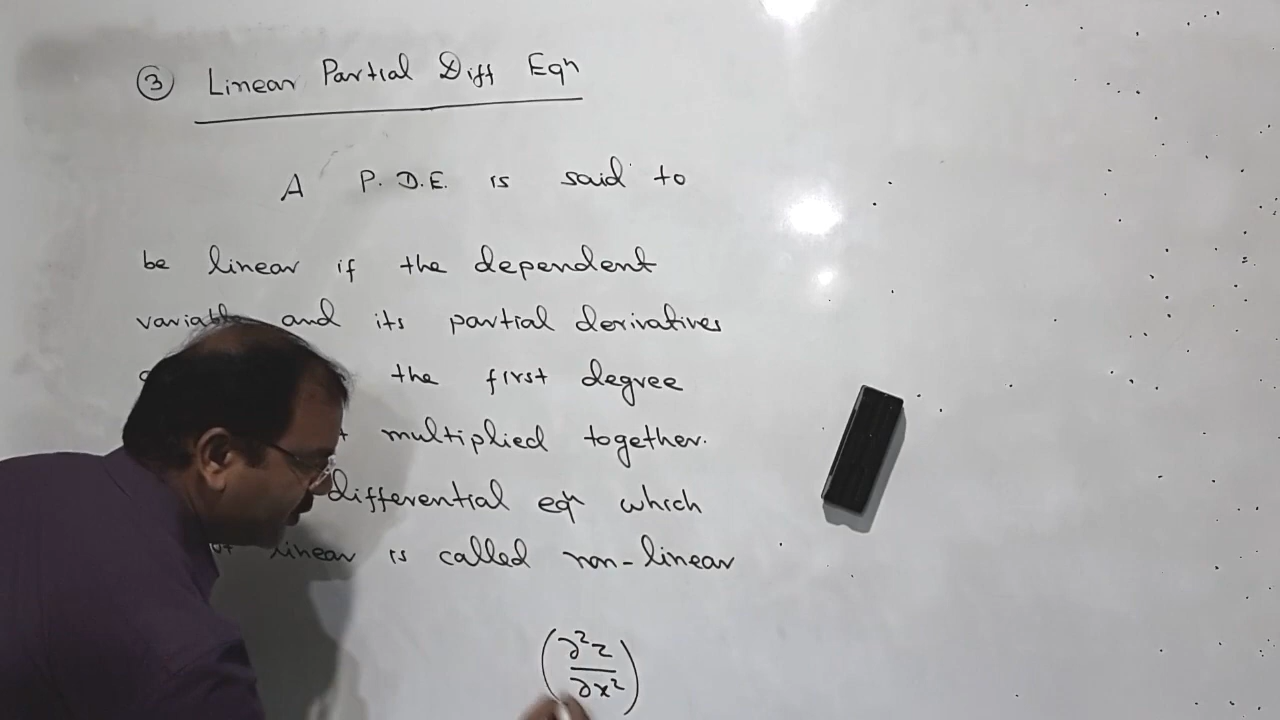 ③ Linear Partial Diff Eqn
A P.D.E. is said to
be linear if the dependent
variable and its partial derivatives
the first degree
multiplied together.
differential eqn which
linear is called non-linear
(∂²z/∂x²)